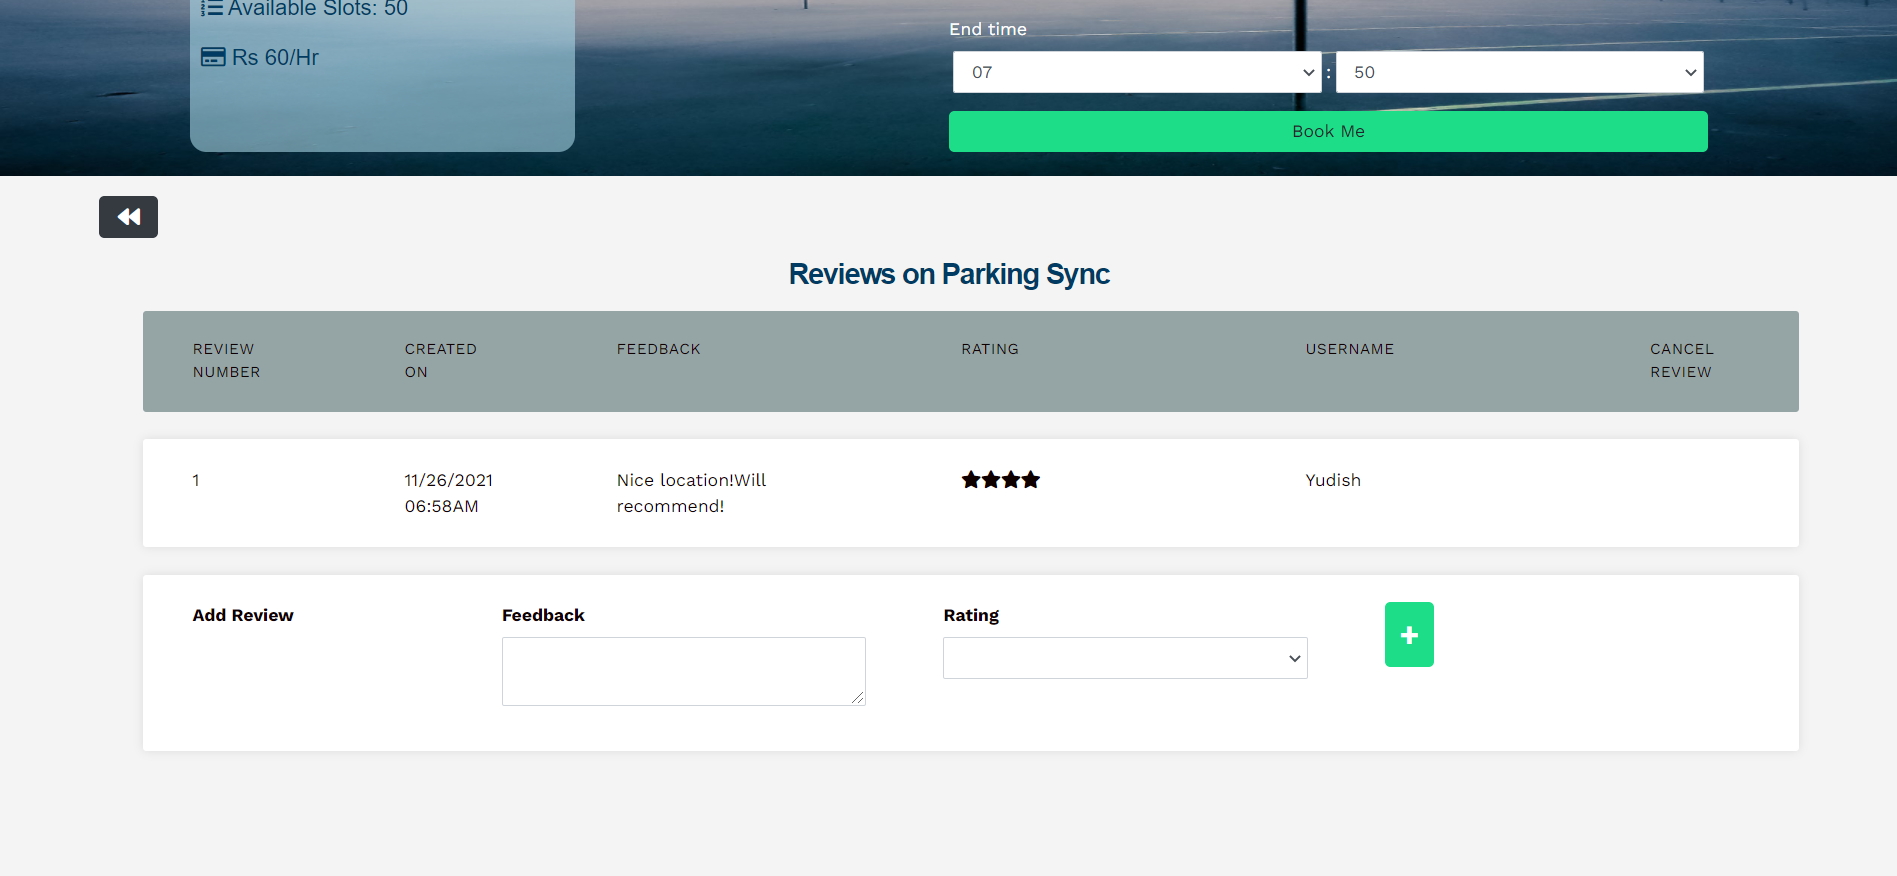 Available Slots: 50
Rs 60/Hr
End time
07 : 50
Book Me
Reviews on Parking Sync
REVIEW NUMBER
CREATED ON
FEEDBACK
RATING
USERNAME
CANCEL REVIEW
1
11/26/2021
06:58AM
Nice location!Will
recommend!
Yudish
Add Review
Feedback
Rating
+